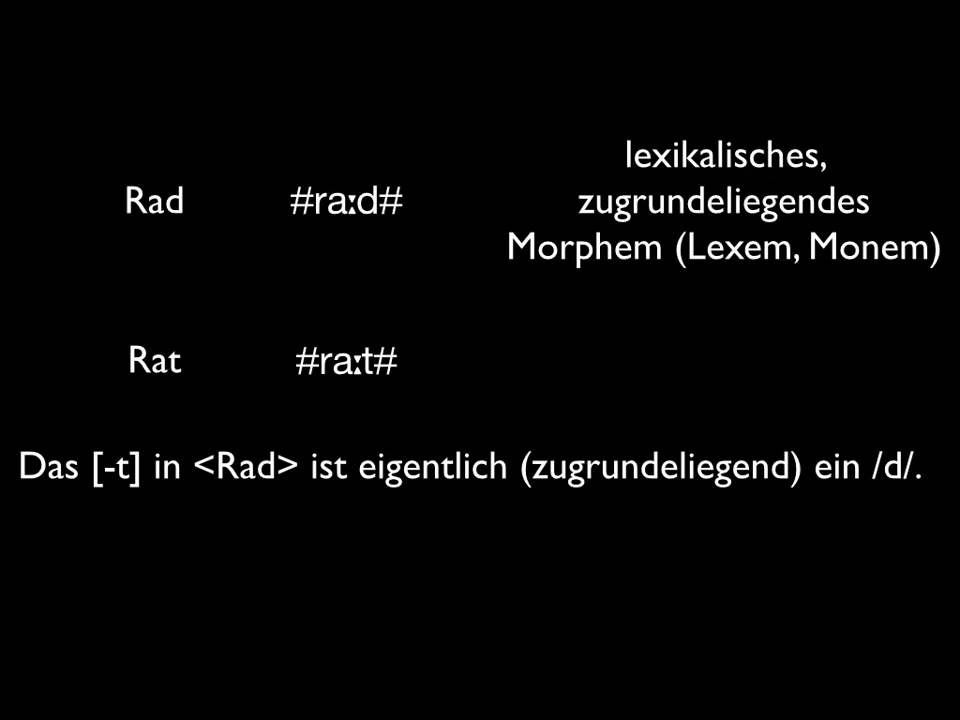 lexikalisches,
Rad #raːd# zugrundeliegendes
Morphem (Lexem, Monem)
Rat #raːt#
Das [-t] in <Rad> ist eigentlich (zugrundeliegend) ein /d/.